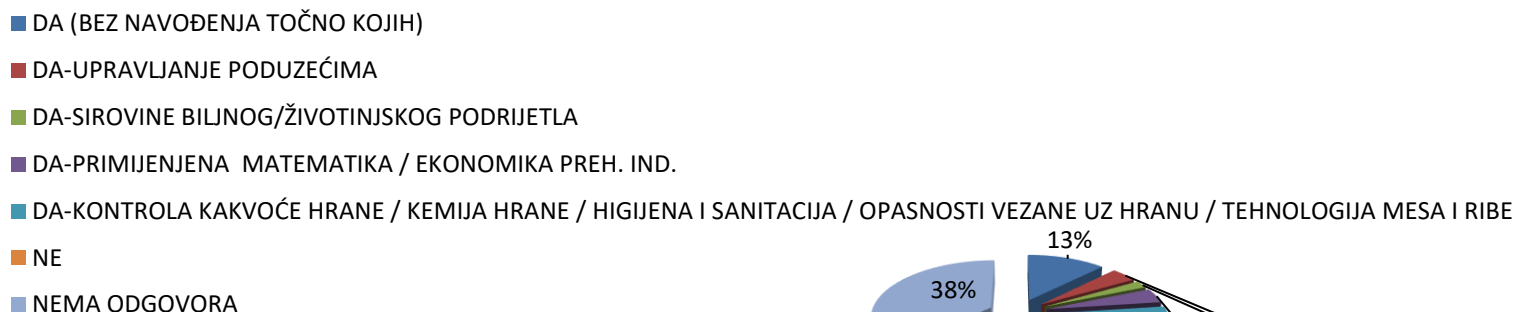 DA (BEZ NAVOĐENJA TOČNO KOJIH)
DA-UPRAVLJANJE PODUZEĆIMA
DA-SIROVINE BILJNOG/ŽIVOTINJSKOG PODRIJETLA
DA-PRIMIJENJENA MATEMATIKA / EKONOMIKA PREH. IND.
DA-KONTROLA KAKVOĆE HRANE / KEMIJA HRANE / HIGIJENA I SANITACIJA / OPASNOSTI VEZANE UZ HRANU / TEHNOLOGIJA MESA I RIBE
13%
NE
38%
NEMA ODGOVORA